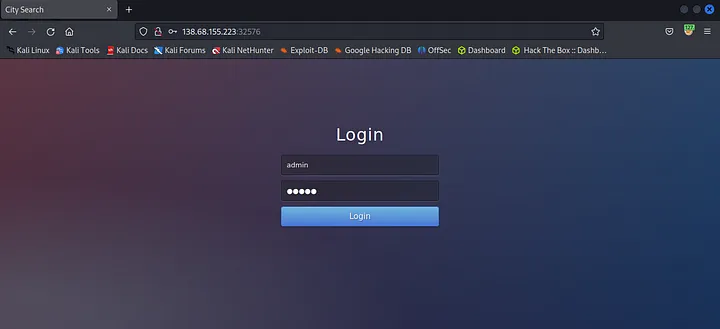 City Search
138.68.155.223:32576
Kali Linux Kali Tools Kali Docs Kali Forums Kali NetHunter Exploit-DB Google Hacking DB OffSec Dashboard Hack The Box :: Dashb...
Login
admin
●●●●●
Login